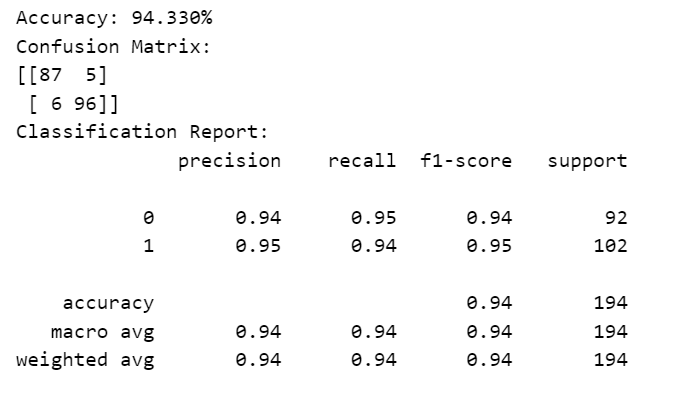 Accuracy: 94.330%
Confusion Matrix:
[[87  5]
 [ 6 96]]
Classification Report:
              precision    recall  f1-score   support

           0       0.94      0.95      0.94        92
           1       0.95      0.94      0.95       102

    accuracy                           0.94       194
   macro avg       0.94      0.94      0.94       194
weighted avg       0.94      0.94      0.94       194